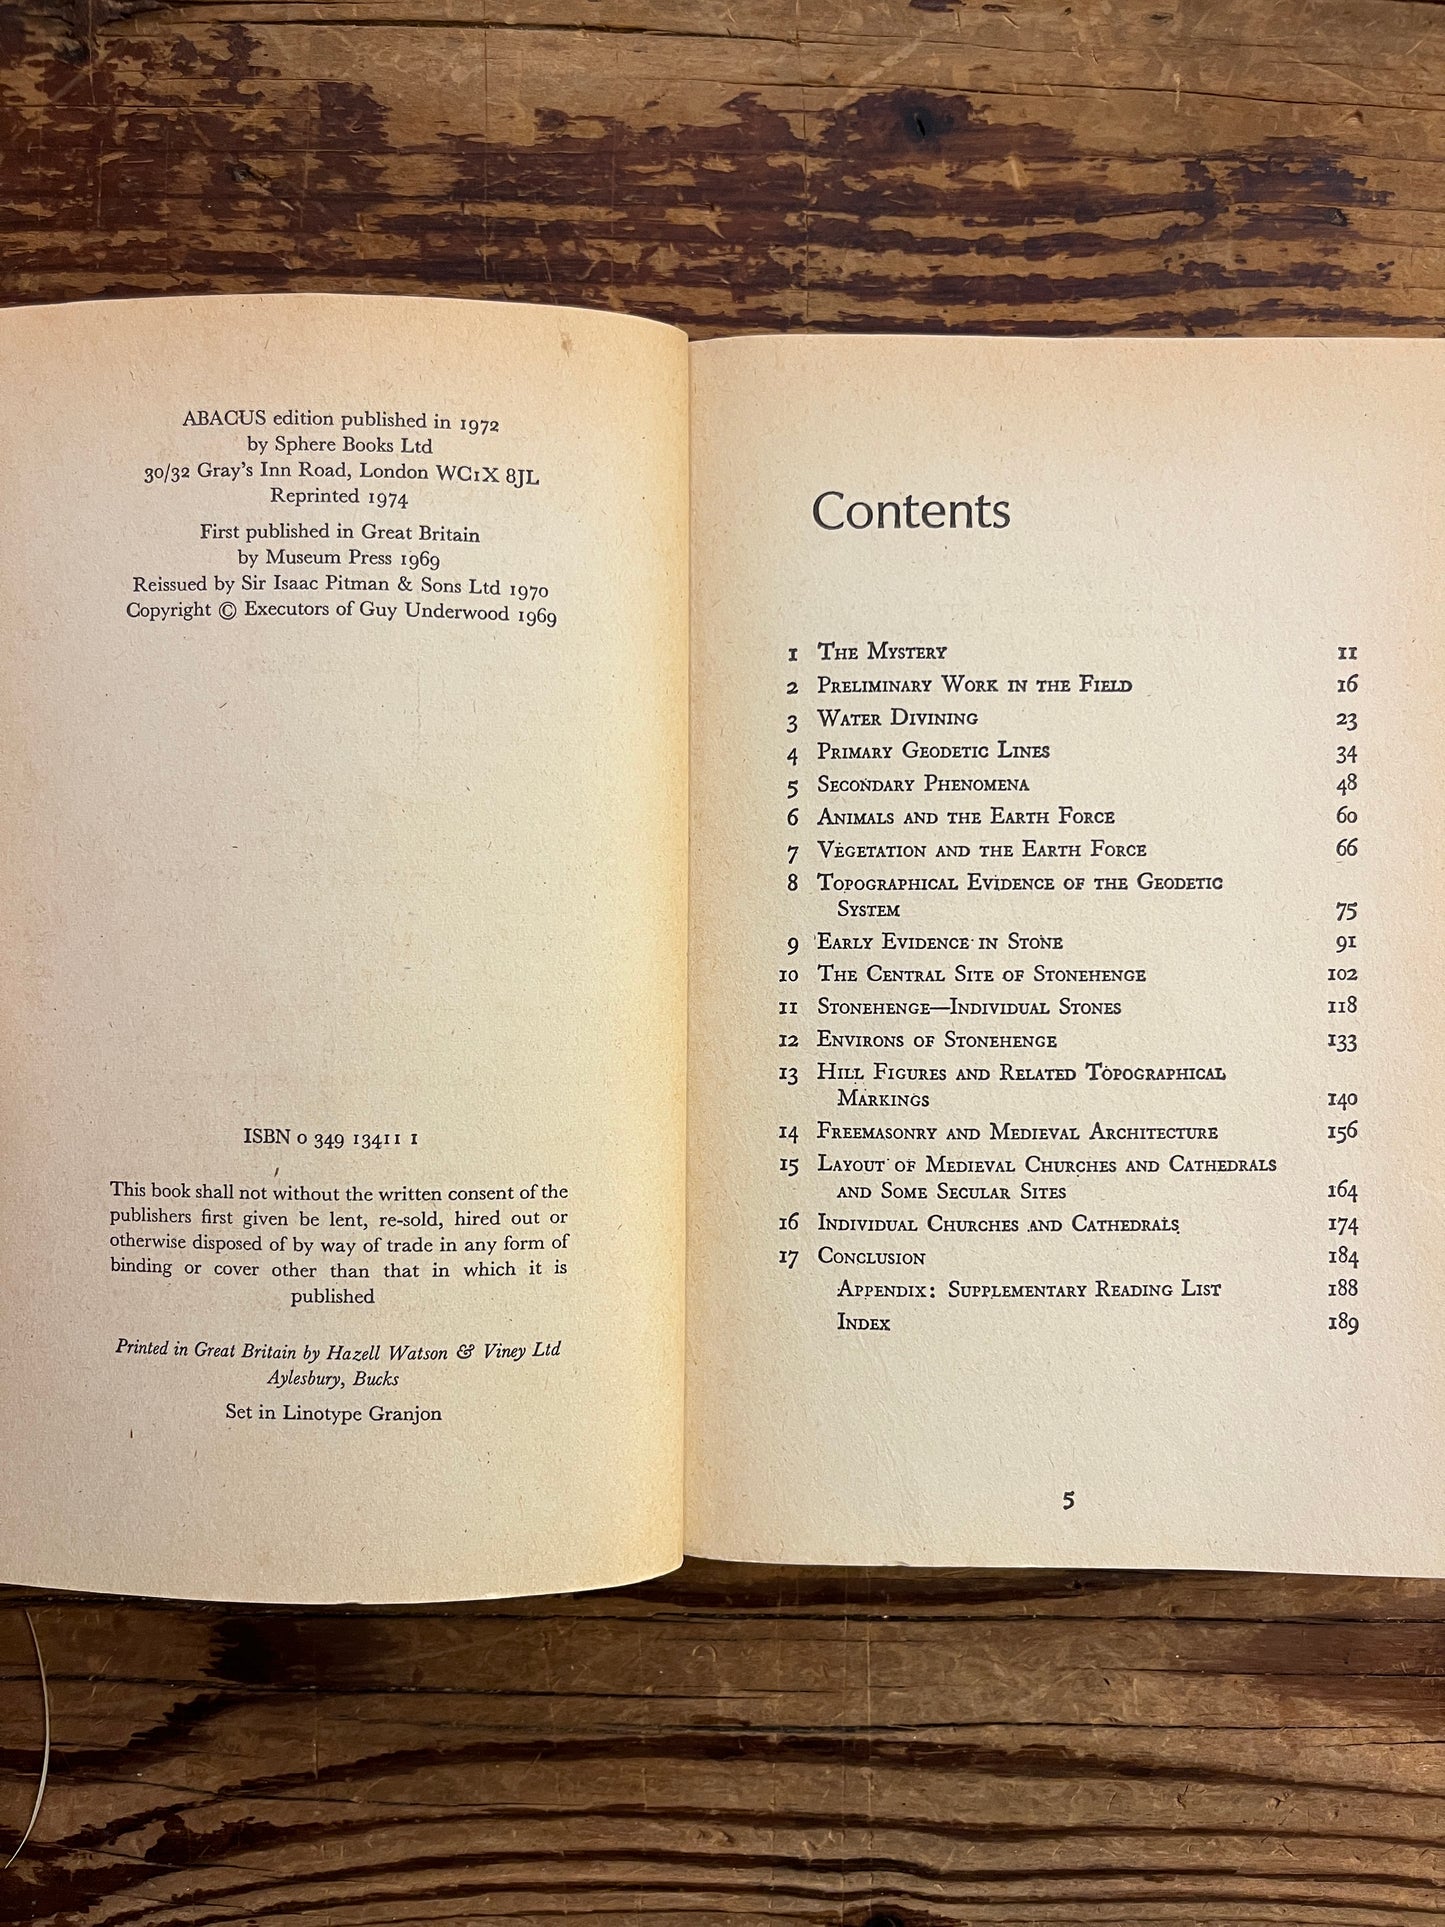 ABACUS edition published in 1972
by Sphere Books Ltd
30/32 Gray's Inn Road, London WC1X 8JL
Reprinted 1974
First published in Great Britain
by Museum Press 1969
Reissued by Sir Isaac Pitman & Sons Ltd 1970
Copyright © Executors of Guy Underwood 1969
ISBN 0 349 13411 1
This book shall not without the written consent of the
publishers first given be lent, re-sold, hired out or
otherwise disposed of by way of trade in any form of
binding or cover other than that in which it is
published
Printed in Great Britain by Hazell Watson & Viney Ltd
Aylesbury, Bucks
Set in Linotype Granjon
Contents
1 The Mystery 11
2 Preliminary Work in the Field 16
3 Water Divining 23
4 Primary Geodetic Lines 34
5 Secondary Phenomena 48
6 Animals and the Earth Force 60
7 Vegetation and the Earth Force 66
8 Topographical Evidence of the Geodetic
System 75
9 Early Evidence in Stone 91
10 The Central Site of Stonehenge 102
11 Stonehenge—Individual Stones 118
12 Environs of Stonehenge 133
13 Hill Figures and Related Topographical
Markings 140
14 Freemasonry and Medieval Architecture 156
15 Layout of Medieval Churches and Cathedrals
and Some Secular Sites 164
16 Individual Churches and Cathedrals 174
17 Conclusion 184
Appendix: Supplementary Reading List 188
Index 189
5